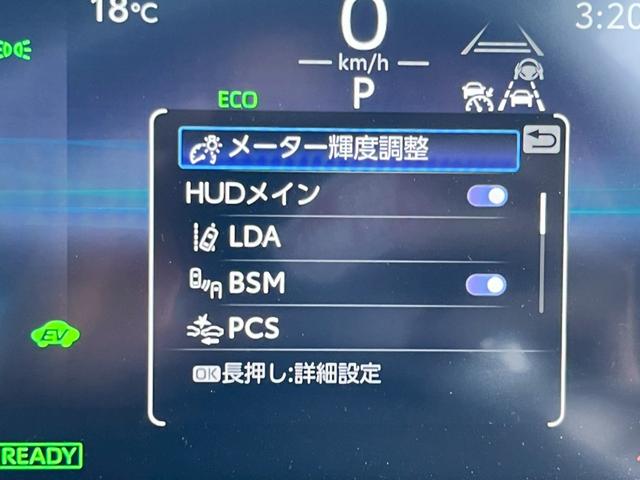 18℃
0
3:20
km/h
ECO
P
メーター輝度調整
HUDメイン
LDA
BSM
PCS
EV
OK長押し:詳細設定
READY